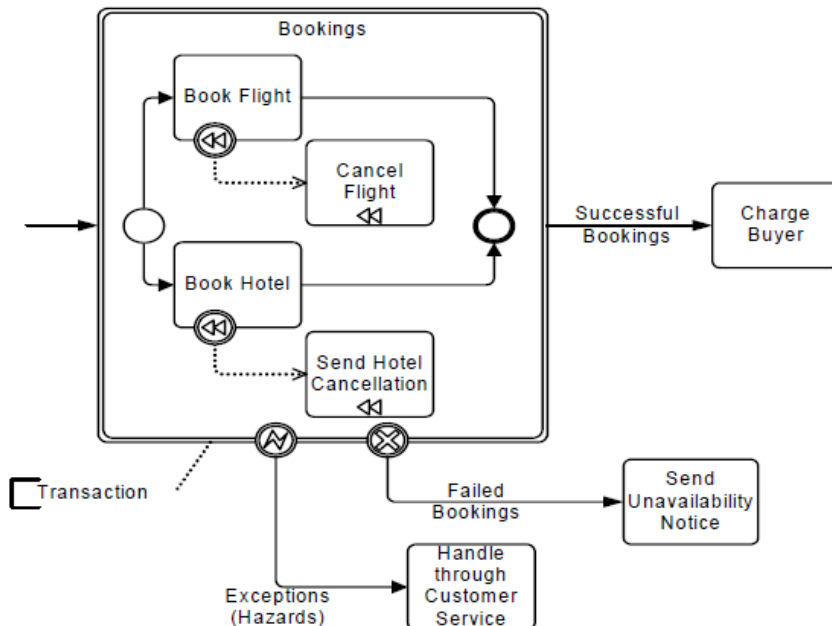 Bookings
Book Flight
Cancel
Flight
Successful
Bookings
Charge
Buyer
Book Hotel
Send Hotel
Cancellation
Transaction
Failed
Bookings
Send
Unavailability
Notice
Exceptions
(Hazards)
Handle
through
Customer
Service